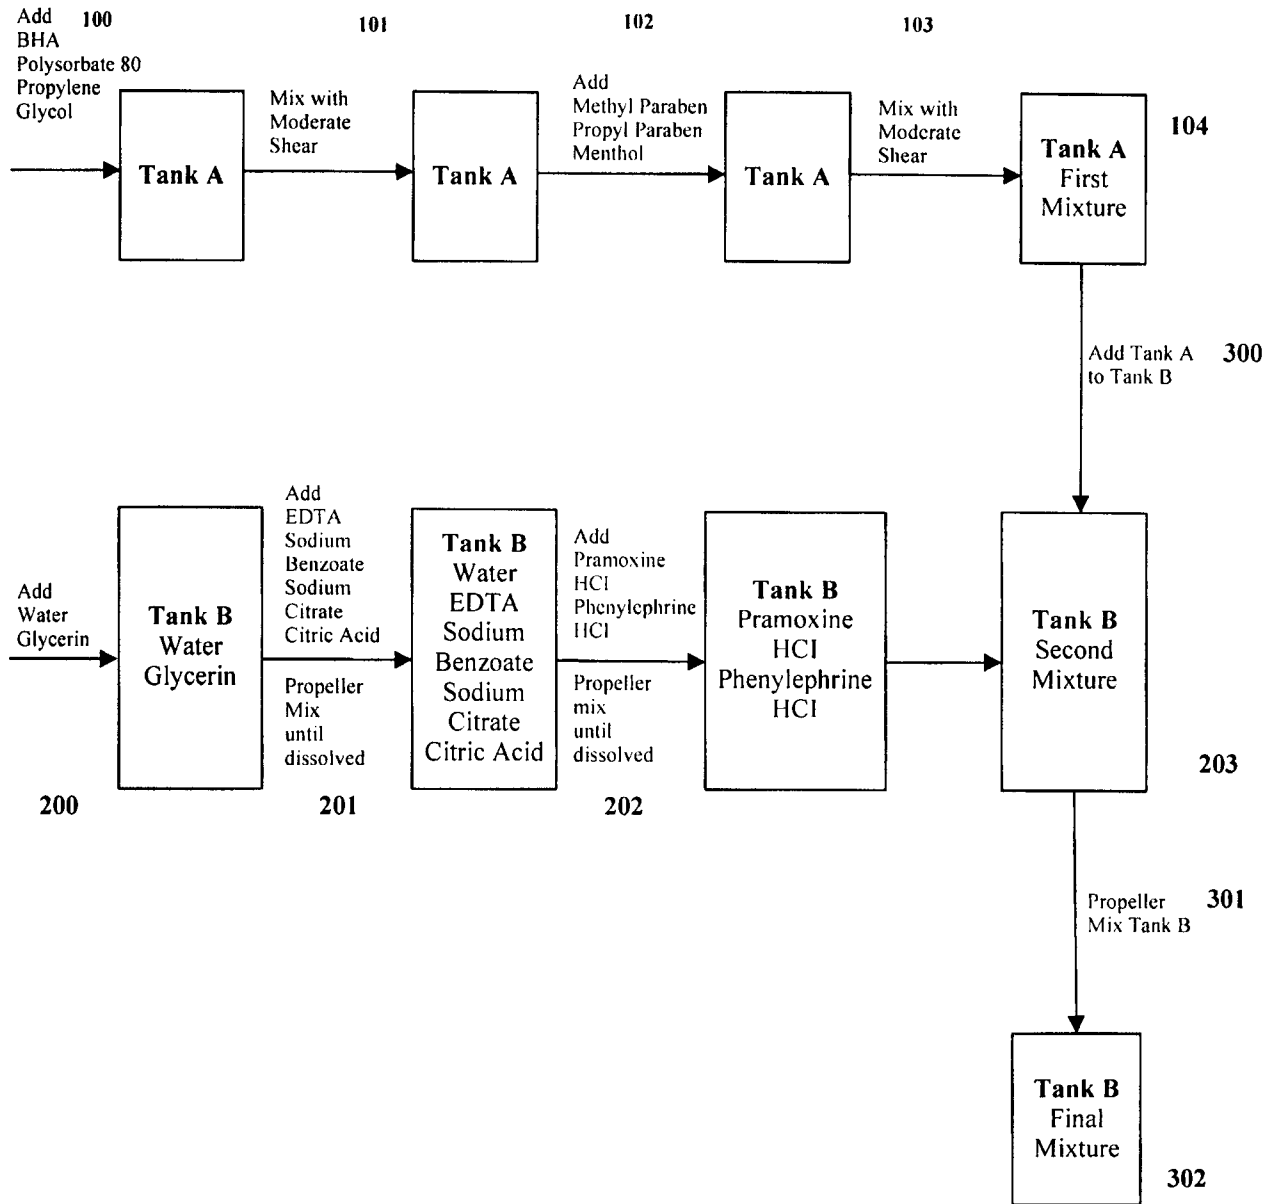 Add
BHA
Polysorbate 80
Propylene
Glycol
100
101
102
103
Tank A
Mix with
Moderate
Shear
Tank A
Add
Methyl Paraben
Propyl Paraben
Menthol
Tank A
Mix with
Moderate
Shear
Tank A
First
Mixture
104
Add Tank A
to Tank B
300
Add
Water
Glycerin
200
Tank B
Water
Glycerin
Add
EDTA
Sodium
Benzoate
Sodium
Citrate
Citric Acid
Propeller
Mix
until
dissolved
201
Tank B
Water
EDTA
Sodium
Benzoate
Sodium
Citrate
Citric Acid
Add
Pramoxine
HCl
Phenylephrine
HCl
Propeller
mix
until
dissolved
202
Tank B
Pramoxine
HCl
Phenylephrine
HCl
Tank B
Second
Mixture
203
Propeller
Mix Tank B
301
Tank B
Final
Mixture
302